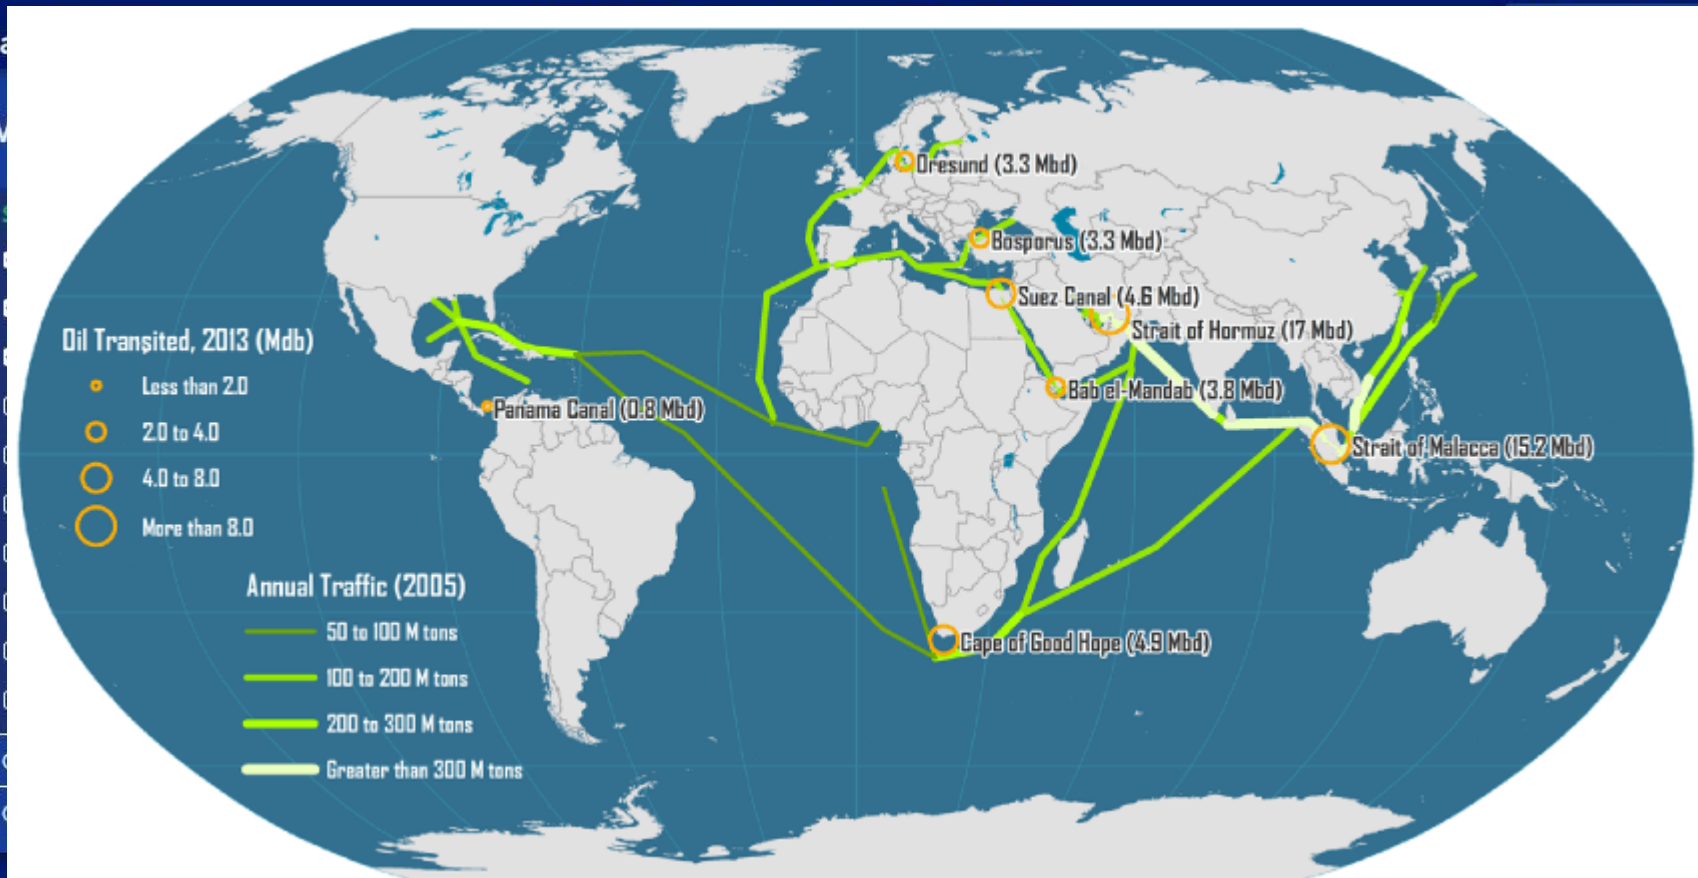 Oresund (3.3 Mbd)
Bosporus (3.3 Mbd)
Suez Canal (4.6 Mbd)
Strait of Hormuz (17 Mbd)
Bab el-Mandab (3.8 Mbd)
Panama Canal (0.8 Mbd)
Strait of Malacca (15.2 Mbd)
Cape of Good Hope (4.9 Mbd)
Oil Transited, 2013 (Mdb)
Less than 2.0
2.0 to 4.0
4.0 to 8.0
More than 8.0
Annual Traffic (2005)
50 to 100 M tons
100 to 200 M tons
200 to 300 M tons
Greater than 300 M tons